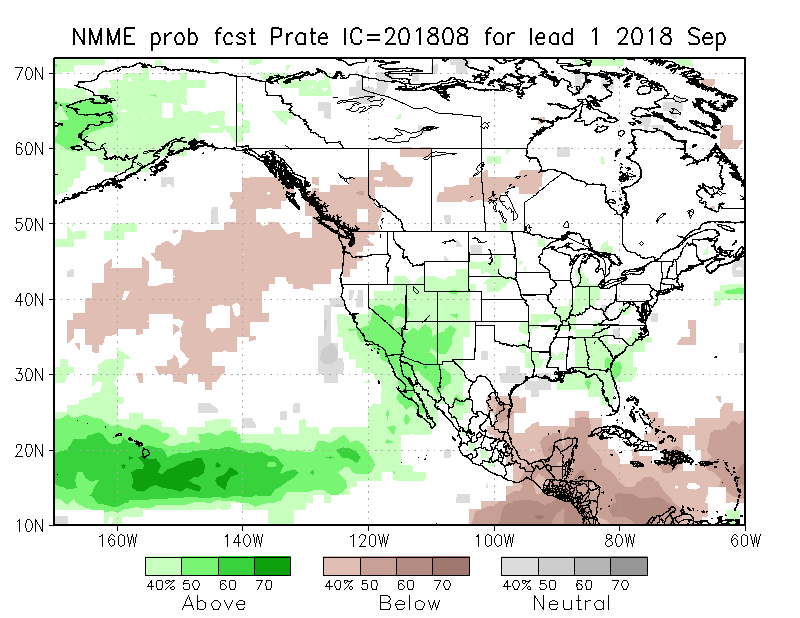 NMME prob fcst Prate IC=201808 for lead 1 2018 Sep
70N
60N
50N
40N
30N
20N
10N
160W 140W 120W 100W 80W 60W
40% 50 60 70 40% 50 60 70 40% 50 60 70
Above Below Neutral